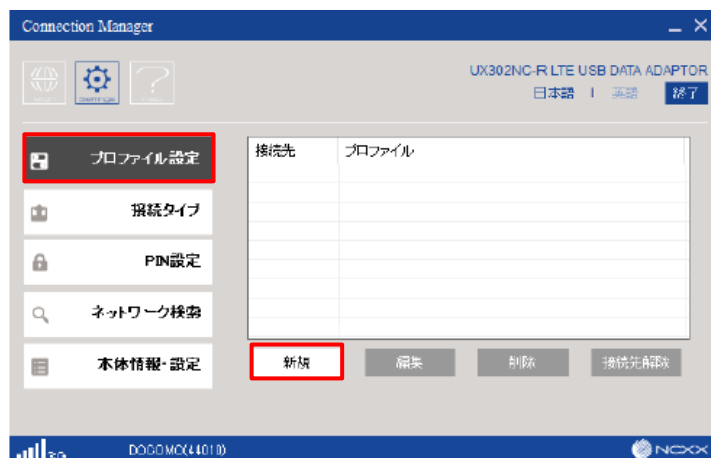 Connection Manager
UX302NC-R LTE USB DATA ADAPTOR
日本語 | 英語 終了
Settings
プロファイル設定
接続先 プロファイル
接続タイプ
PIN設定
ネットワーク検索
本体情報・設定
新規 編集 削除 接続先解除
3G DOCOMO(44010)
NCXX